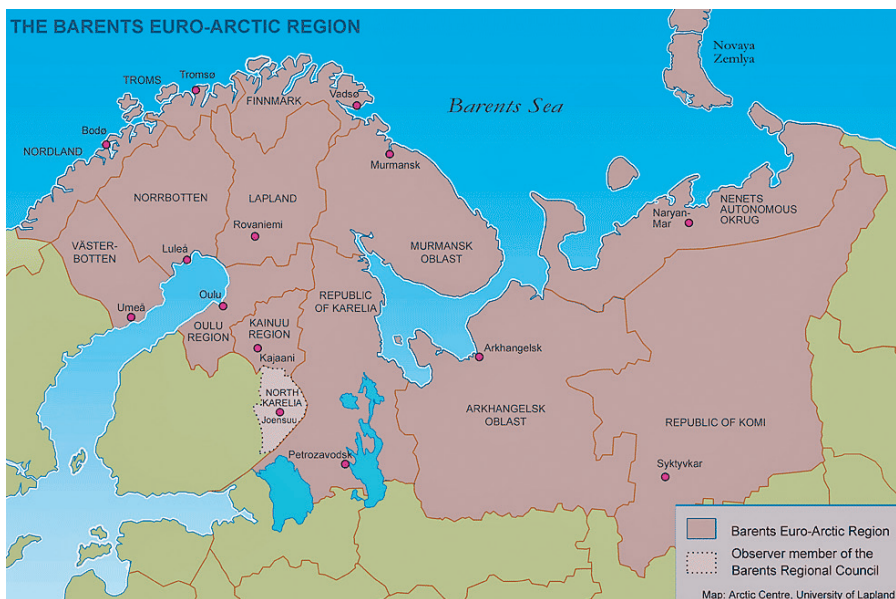 THE BARENTS EURO-ARCTIC REGION
Novaya
Zemlya
Tromsø
TROMS
FINNMARK
Vadsø
Barents Sea
Bodø
NORDLAND
Murmansk
NORRBOTTEN
LAPLAND
Naryan-
Mar
NENETS
AUTONOMOUS
OKRUG
Rovaniemi
VÄSTER-
BOTTEN
Luleå
MURMANSK
OBLAST
Oulu
REPUBLIC
OF KARELIA
Umeå
OULU
REGION
KAINUU
REGION
Kajaani
Arkhangelsk
NORTH
KARELIA
Joensuu
ARKHANGELSK
OBLAST
REPUBLIC OF KOMI
Petrozavodsk
Syktyvkar
Barents Euro-Arctic Region
Observer member of the
Barents Regional Council
Map: Arctic Centre, University of Lapland